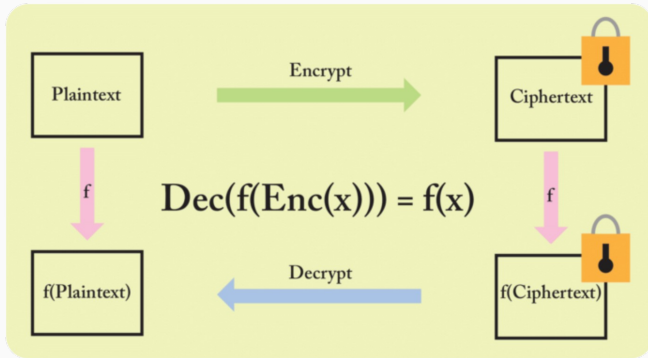 Encrypt
Plaintext
Ciphertext
f
f
Dec(f(Enc(x))) = f(x)
Decrypt
f(Plaintext)
f(Ciphertext)